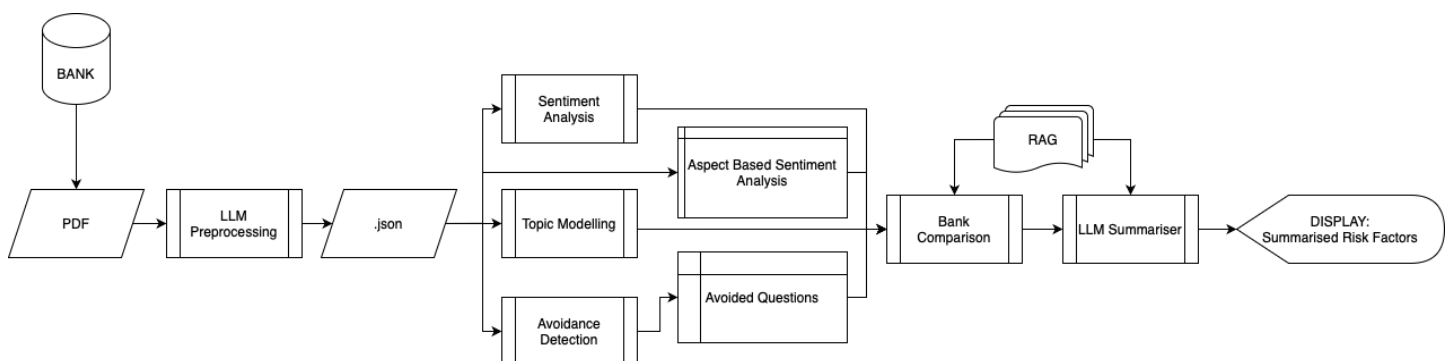 BANK
PDF
LLM
Preprocessing
.json
Sentiment
Analysis
Aspect Based Sentiment
Analysis
Topic Modelling
Avoidance
Detection
Avoided Questions
RAG
Bank
Comparison
LLM Summariser
DISPLAY:
Summarised Risk Factors